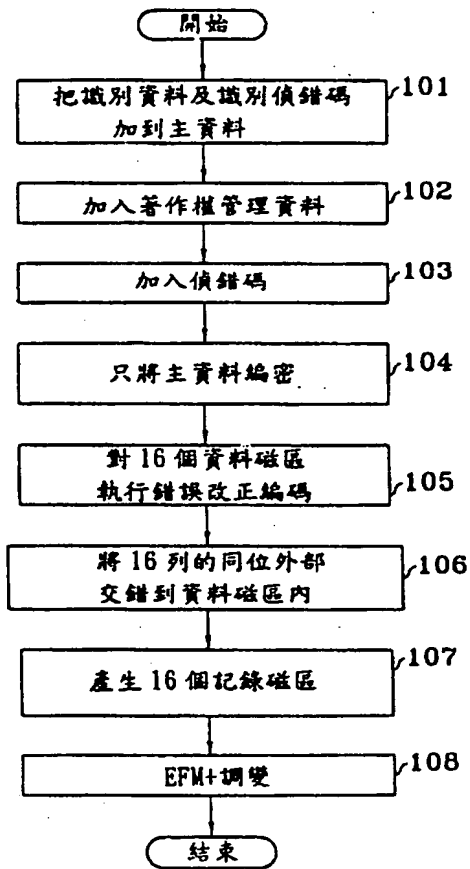 開始
把識別資料及識別偵錯碼
加到主資料
101
加入著作權管理資料
102
加入偵錯碼
103
只將主資料編密
104
對16個資料磁區
執行錯誤改正編碼
105
將16列的同位外部
交錯到資料磁區內
106
產生16個記錄磁區
107
EFM+調變
108
結束